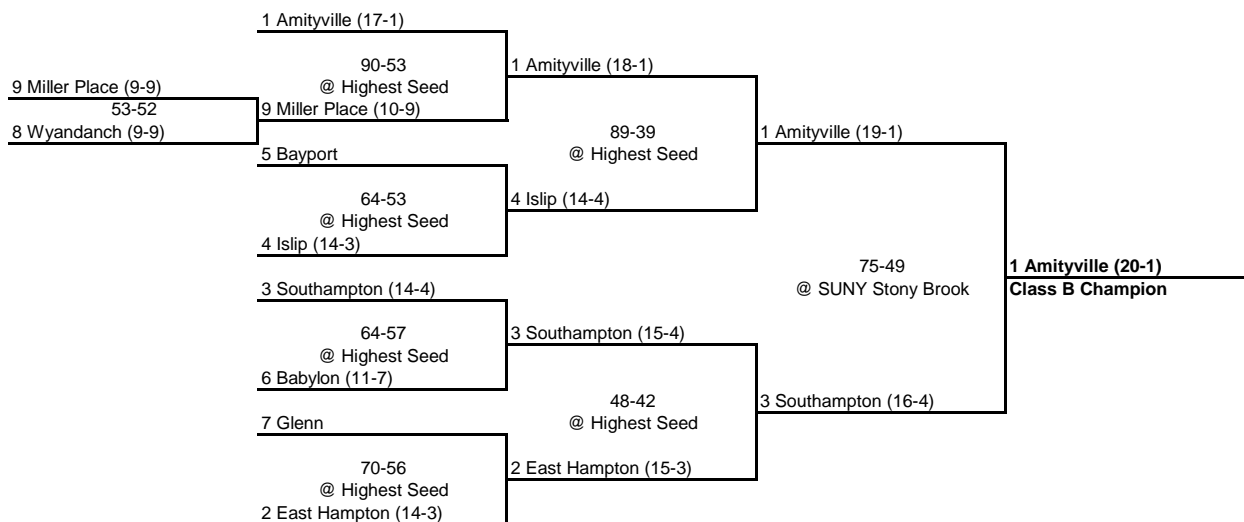 1 Amityville (17-1)
90-53
@ Highest Seed
1 Amityville (18-1)
9 Miller Place (9-9)
53-52
9 Miller Place (10-9)
8 Wyandanch (9-9)
89-39
@ Highest Seed
1 Amityville (19-1)
5 Bayport
64-53
@ Highest Seed
4 Islip (14-4)
4 Islip (14-3)
75-49
@ SUNY Stony Brook
1 Amityville (20-1)
Class B Champion
3 Southampton (14-4)
64-57
@ Highest Seed
3 Southampton (15-4)
6 Babylon (11-7)
48-42
@ Highest Seed
3 Southampton (16-4)
7 Glenn
70-56
@ Highest Seed
2 East Hampton (15-3)
2 East Hampton (14-3)